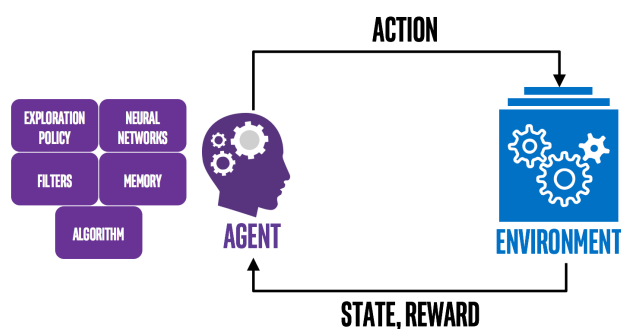 ACTION
EXPLORATION
POLICY
NEURAL
NETWORKS
FILTERS
MEMORY
ALGORITHM
AGENT
ENVIRONMENT
STATE, REWARD